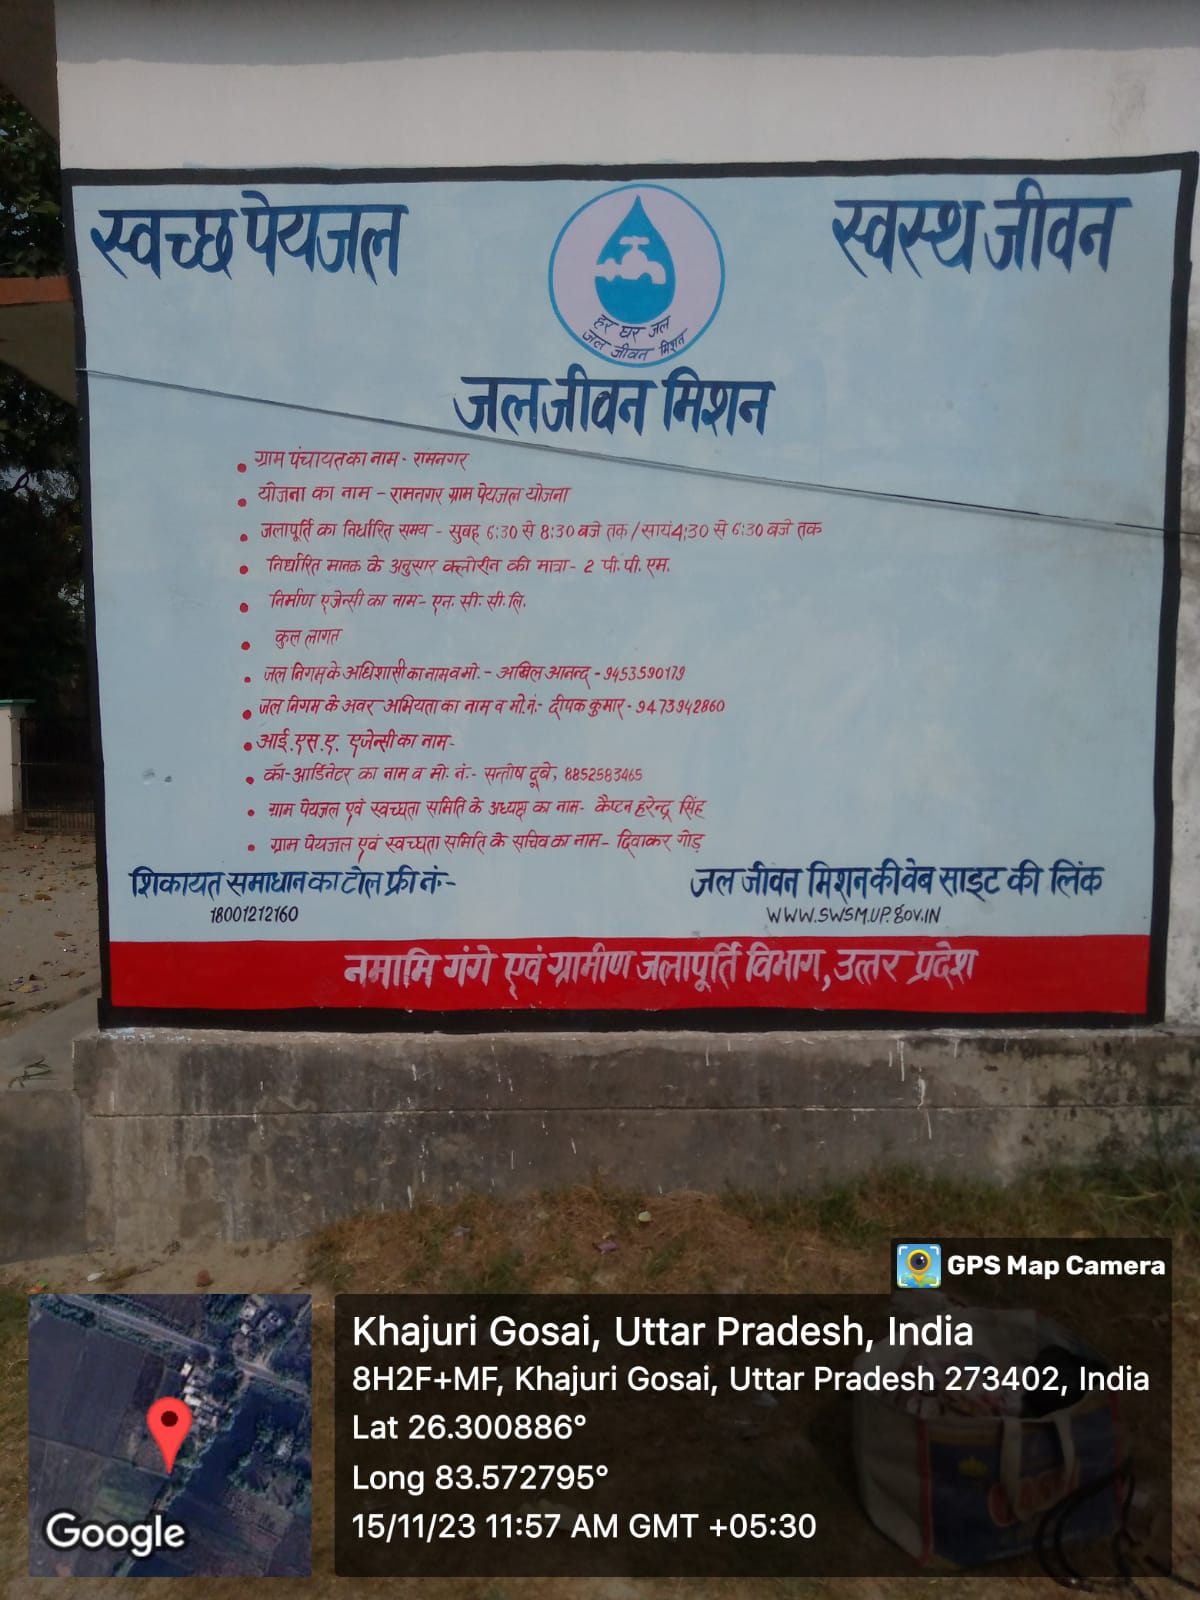 स्वच्छ पेयजल
स्वस्थ जीवन
हर घर जल
जल जीवन मिशन
जल जीवन मिशन
ग्राम पंचायत का नाम - रामनगर
योजना का नाम - रामनगर ग्राम पेयजल योजना
जलापूर्ति का निर्धारित समय - सुवह 6:30 से 8:30 बजे तक / सायं 4:30 से 6:30 बजे तक
निर्धारित मानक के अनुसार क्लोरीन की मात्रा - 2 पी. पी. एम.
निर्माण एजेन्सी का नाम - एन. सी. सी. लि.
कुल लागत
जल निगम के अधिशासी का नाम व मो. - अखिल आनन्द - 9453590179
जल निगम के अवर अभियता का नाम व मो. नं.- दीपक कुमार - 9473942860
आई. एस. ए. एजेन्सी का नाम-
कॅा-आर्डिनेटर का नाम व मो. नं.- सन्तोष दूबे, 8852583465
ग्राम पेयजल एवं स्वच्छता समिति के अध्यक्ष का नाम- कैप्टन हरेन्द्र सिंह
ग्राम पेयजल एवं स्वच्छता समिति के सचिव का नाम- दिवाकर गोड़
शिकायत समाधान का टोल फ्री नं.-
18001212160
जल जीवन मिशन की वेब साइट की लिंक
WWW.SWSM.UP.gov.IN
नमामि गंगे एवं ग्रामीण जलापूर्ति विभाग, उत्तर प्रदेश
GPS Map Camera
Khajuri Gosai, Uttar Pradesh, India
8H2F+MF, Khajuri Gosai, Uttar Pradesh 273402, India
Lat 26.300886°
Long 83.572795°
15/11/23 11:57 AM GMT +05:30
Google